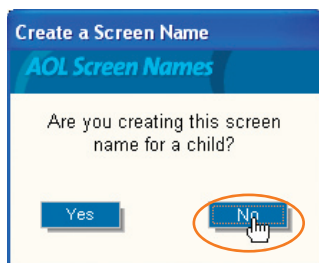 Create a Screen Name
AOL Screen Names
Are you creating this screen
name for a child?
Yes
No